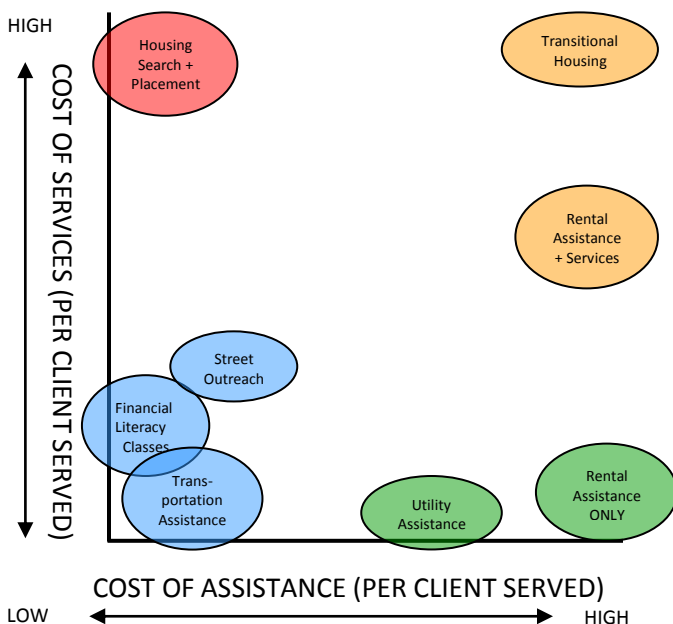 HIGH
COST OF SERVICES (PER CLIENT SERVED)
Housing
Search +
Placement
Transitional
Housing
Rental
Assistance
+ Services
Street
Outreach
Financial
Literacy
Classes
Trans-
portation
Assistance
Utility
Assistance
Rental
Assistance
ONLY
COST OF ASSISTANCE (PER CLIENT SERVED)
LOW
HIGH